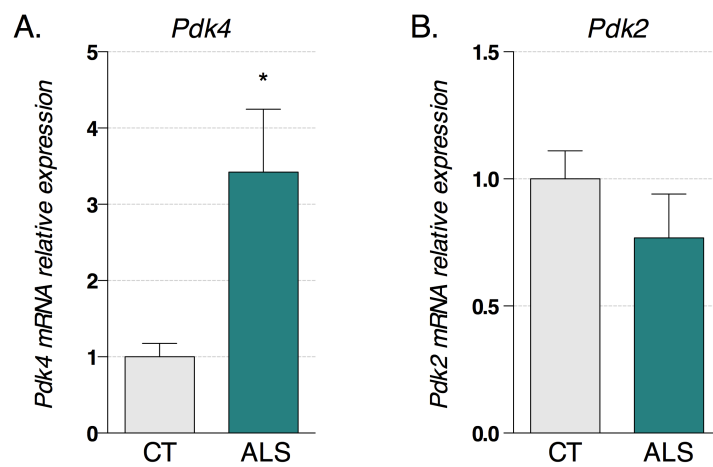 A.
Pdk4
Pdk4 mRNA relative expression
5
4
3
2
1
0
*
CT
ALS
B.
Pdk2
Pdk2 mRNA relative expression
1.5
1.0
0.5
0.0
CT
ALS